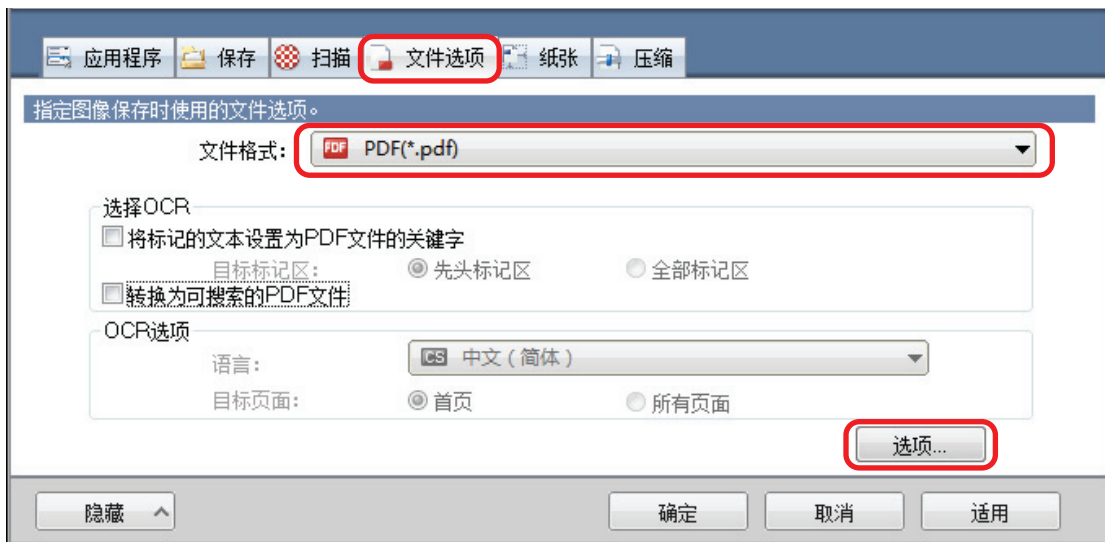 应用程序 保存 扫描 文件选项 纸张 压缩
指定图像保存时使用的文件选项。
文件格式: PDF PDF(*.pdf)
选择OCR
将标记的文本设置为PDF文件的关键字
目标标记区: 先头标记区 全部标记区
转换为可搜索的PDF文件
OCR选项
语言: CS 中文(简体)
目标页面: 首页 所有页面
选项...
隐藏 确定 取消 适用